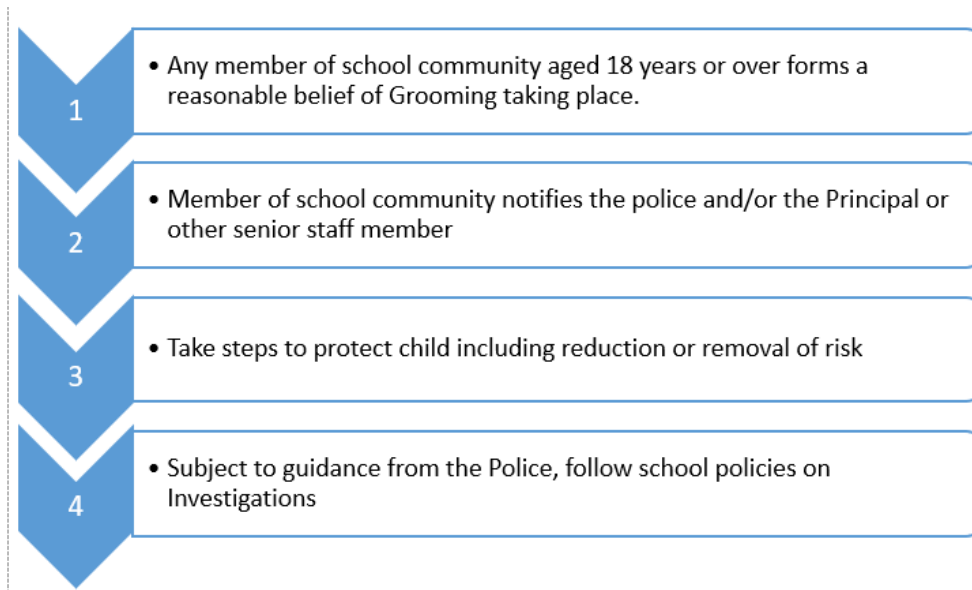 1
• Any member of school community aged 18 years or over forms a
reasonable belief of Grooming taking place.
2
• Member of school community notifies the police and/or the Principal or
other senior staff member
3
• Take steps to protect child including reduction or removal of risk
4
• Subject to guidance from the Police, follow school policies on
Investigations